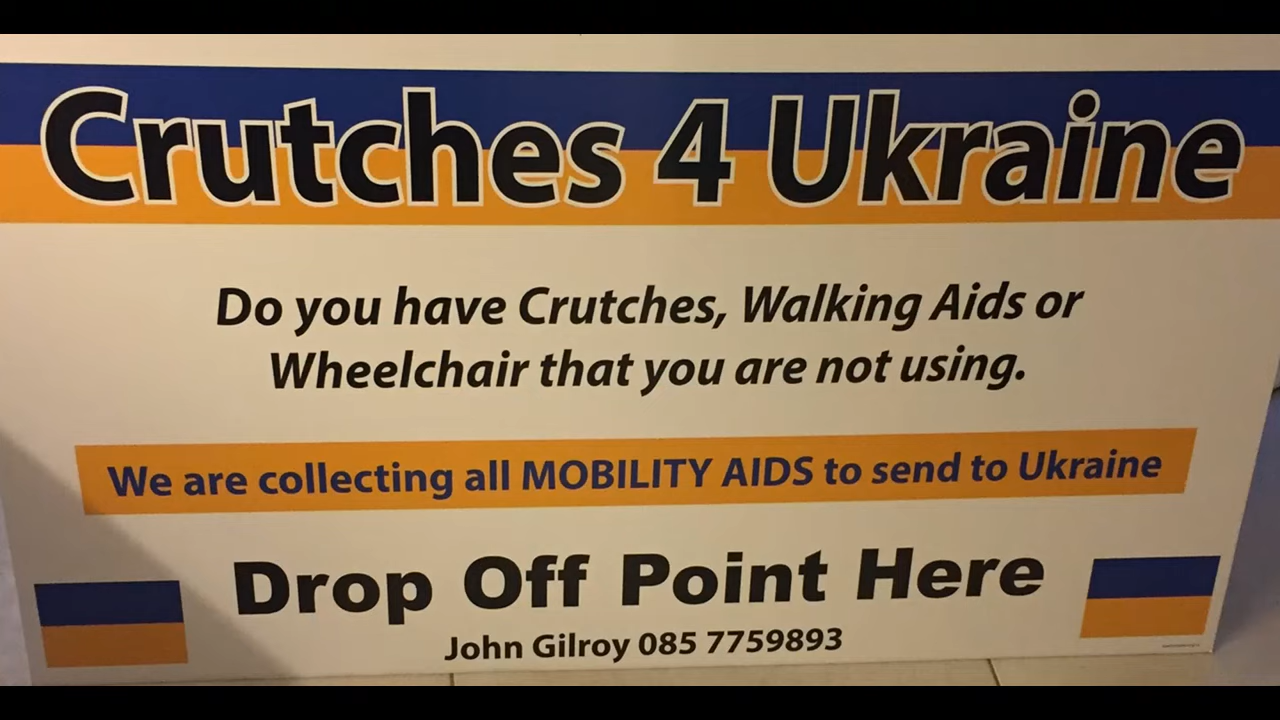 Crutches 4 Ukraine
Do you have Crutches, Walking Aids or
Wheelchair that you are not using.
We are collecting all MOBILITY AIDS to send to Ukraine
Drop Off Point Here
John Gilroy 085 7759893